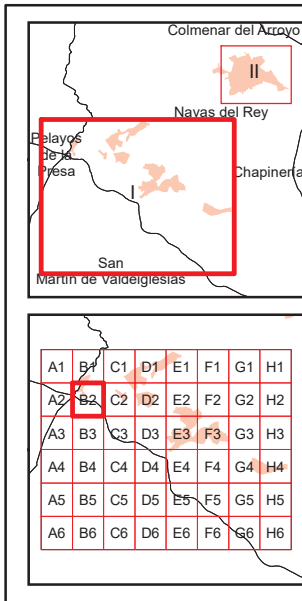 Colmenar del Arroyo
II
Navas del Rey
Pelayos
de la
Presa
Chapinería
I
San
Martín de Valdeiglesias
A1 B1 C1 D1 E1 F1 G1 H1
A2 B2 C2 D2 E2 F2 G2 H2
A3 B3 C3 D3 E3 F3 G3 H3
A4 B4 C4 D4 E4 F4 G4 H4
A5 B5 C5 D5 E5 F5 G5 H5
A6 B6 C6 D6 E6 F6 G6 H6